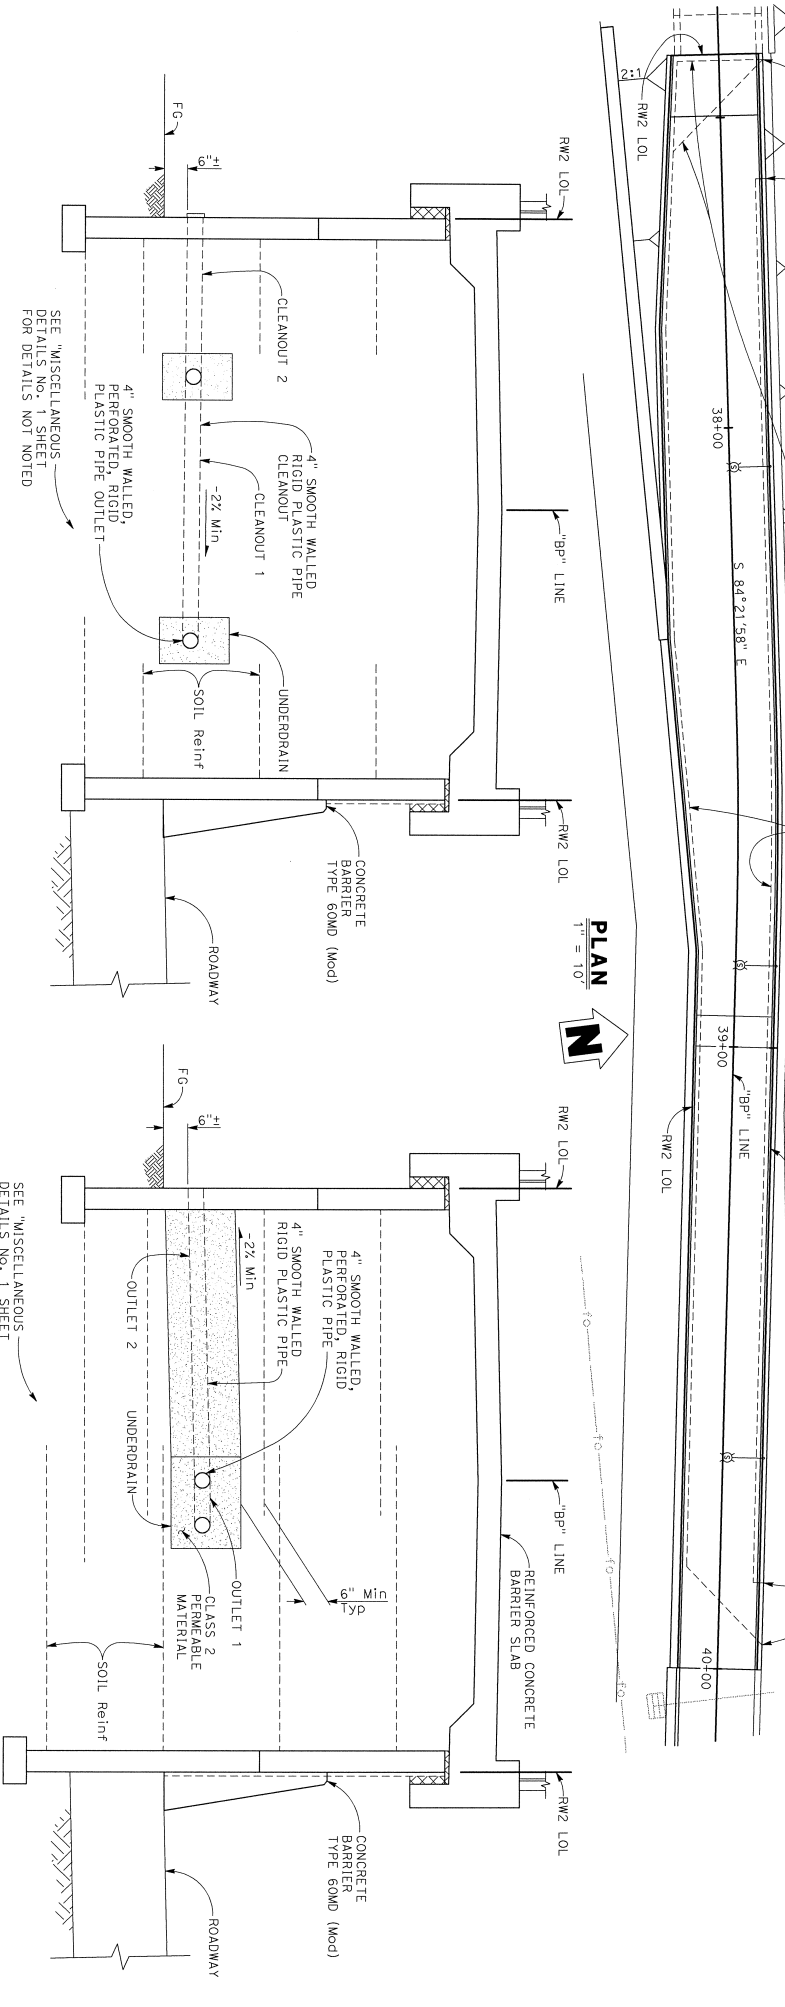 2:1
RW2 LOL
38+00
S 84°21'58" E
39+00
"BP" LINE
RW2 LOL
40+00
PLAN
1" = 10'
N
fo
fo
fo
RW2 LOL
"BP" LINE
RW2 LOL
FG
6"±
CLEANOUT 2
4" SMOOTH WALLED
RIGID PLASTIC PIPE
CLEANOUT
CLEANOUT 1
-2% Min
4" SMOOTH WALLED,
PERFORATED, RIGID
PLASTIC PIPE OUTLET
UNDERDRAIN
SOIL Reinf
CONCRETE
BARRIER
TYPE 60MD (Mod)
ROADWAY
SEE "MISCELLANEOUS
DETAILS No. 1 SHEET
FOR DETAILS NOT NOTED
RW2 LOL
"BP" LINE
REINFORCED CONCRETE
BARRIER SLAB
RW2 LOL
FG
6"±
-2% Min
4" SMOOTH WALLED
RIGID PLASTIC PIPE
4" SMOOTH WALLED,
PERFORATED, RIGID
PLASTIC PIPE
OUTLET 2
UNDERDRAIN
OUTLET 1
CLASS 2
PERMEABLE
MATERIAL
6" Min
Typ
SOIL Reinf
CONCRETE
BARRIER
TYPE 60MD (Mod)
ROADWAY
SEE "MISCELLANEOUS
DETAILS No. 1 SHEET